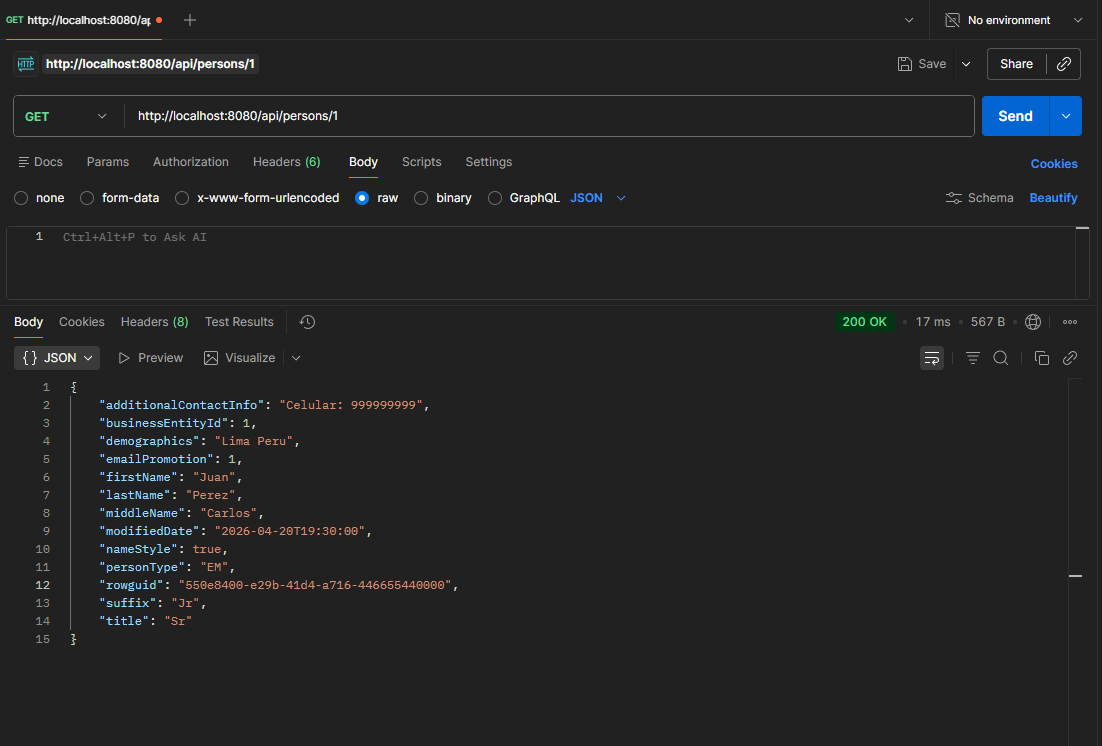 GET http://localhost:8080/ap
No environment
HTTP http://localhost:8080/api/persons/1
Save
Share
GET http://localhost:8080/api/persons/1
Send
Docs Params Authorization Headers (6) Body Scripts Settings
Cookies
none form-data x-www-form-urlencoded raw binary GraphQL JSON
Schema Beautify
1 Ctrl+Alt+P to Ask AI
Body Cookies Headers (8) Test Results
200 OK • 17 ms • 567 B •
{} JSON Preview Visualize
1 {
2 "additionalContactInfo": "Celular: 999999999",
3 "businessEntityId": 1,
4 "demographics": "Lima Peru",
5 "emailPromotion": 1,
6 "firstName": "Juan",
7 "lastName": "Perez",
8 "middleName": "Carlos",
9 "modifiedDate": "2026-04-20T19:30:00",
10 "nameStyle": true,
11 "personType": "EM",
12 "rowguid": "550e8400-e29b-41d4-a716-446655440000",
13 "suffix": "Jr",
14 "title": "Sr"
15 }